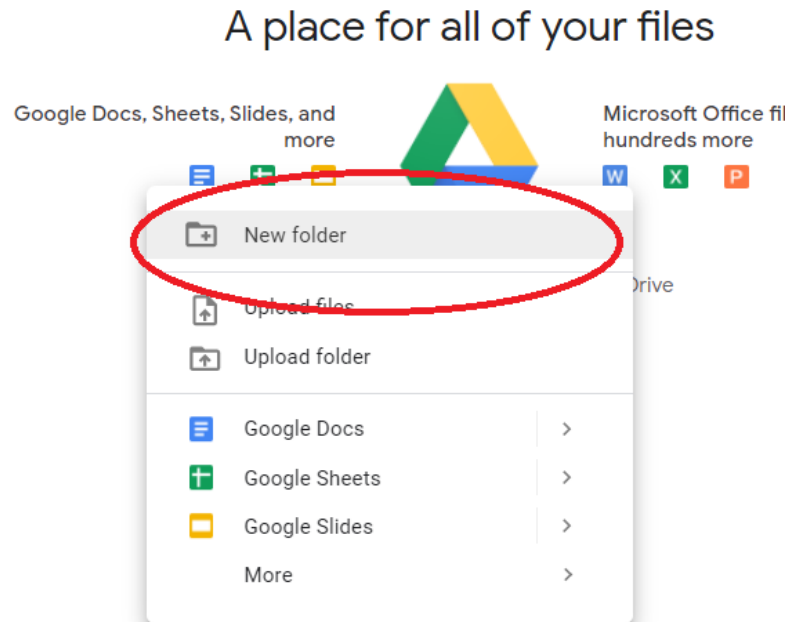 A place for all of your files
Google Docs, Sheets, Slides, and
more
Microsoft Office fil
hundreds more
W X P
New folder
Drive
Upload files
Upload folder
Google Docs
Google Sheets
Google Slides
More